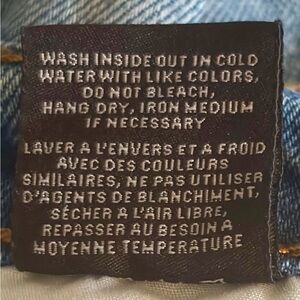 WASH INSIDE OUT IN COLD
WATER WITH LIKE COLORS,
DO NOT BLEACH,
HANG DRY, IRON MEDIUM
IF NECESSARY
LAVER A L'ENVERS ET A FROID
AVEC DES COULEURS
SIMILAIRES, NE PAS UTILISER
D'AGENTS DE BLANCHIMENT,
SÉCHER A L'AIR LIBRE,
REPASSER AU BESOIN A
MOYENNE TEMPERATURE